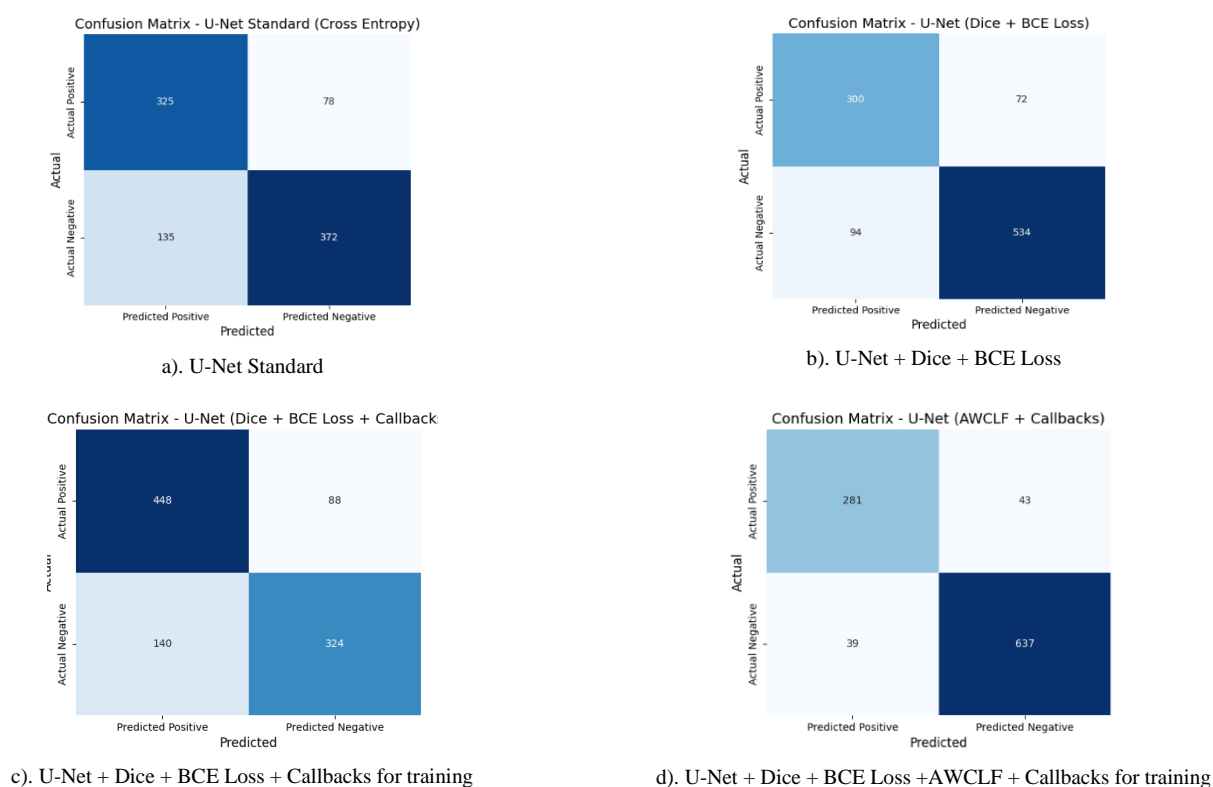 Confusion Matrix - U-Net Standard (Cross Entropy)
Actual Positive
Actual Negative
Actual
325 78
135 372
Predicted Positive Predicted Negative
Predicted
a). U-Net Standard
Confusion Matrix - U-Net (Dice + BCE Loss)
Actual Positive
Actual Negative
Actual
300 72
94 534
Predicted Positive Predicted Negative
Predicted
b). U-Net + Dice + BCE Loss
Confusion Matrix - U-Net (Dice + BCE Loss + Callback
Actual Positive
Actual Negative
Actual
448 88
140 324
Predicted Positive Predicted Negative
Predicted
c). U-Net + Dice + BCE Loss + Callbacks for training
Confusion Matrix - U-Net (AWCLF + Callbacks)
Actual Positive
Actual Negative
Actual
281 43
39 637
Predicted Positive Predicted Negative
Predicted
d). U-Net + Dice + BCE Loss +AWCLF + Callbacks for training